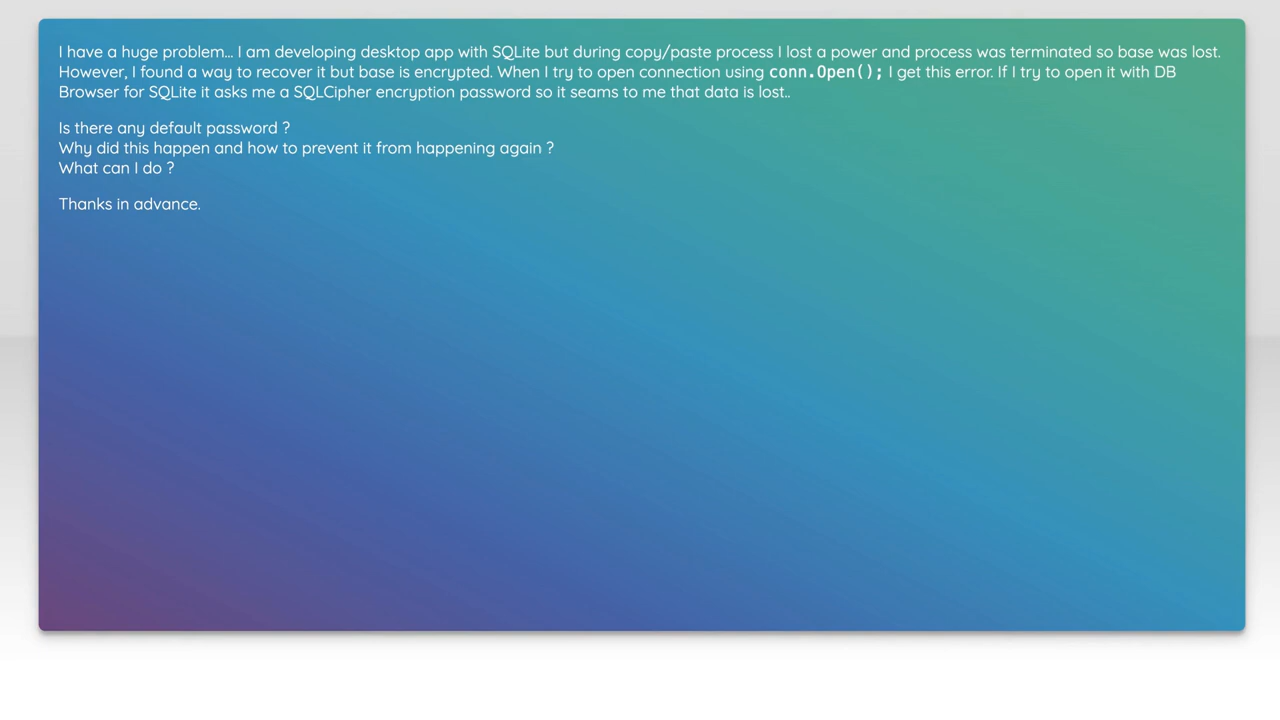 I have a huge problem... I am developing desktop app with SQLite but during copy/paste process I lost a power and process was terminated so base was lost.
However, I found a way to recover it but base is encrypted. When I try to open connection using conn.Open(); I get this error. If I try to open it with DB
Browser for SQLite it asks me a SQLCipher encryption password so it seams to me that data is lost..
Is there any default password ?
Why did this happen and how to prevent it from happening again ?
What can I do ?
Thanks in advance.